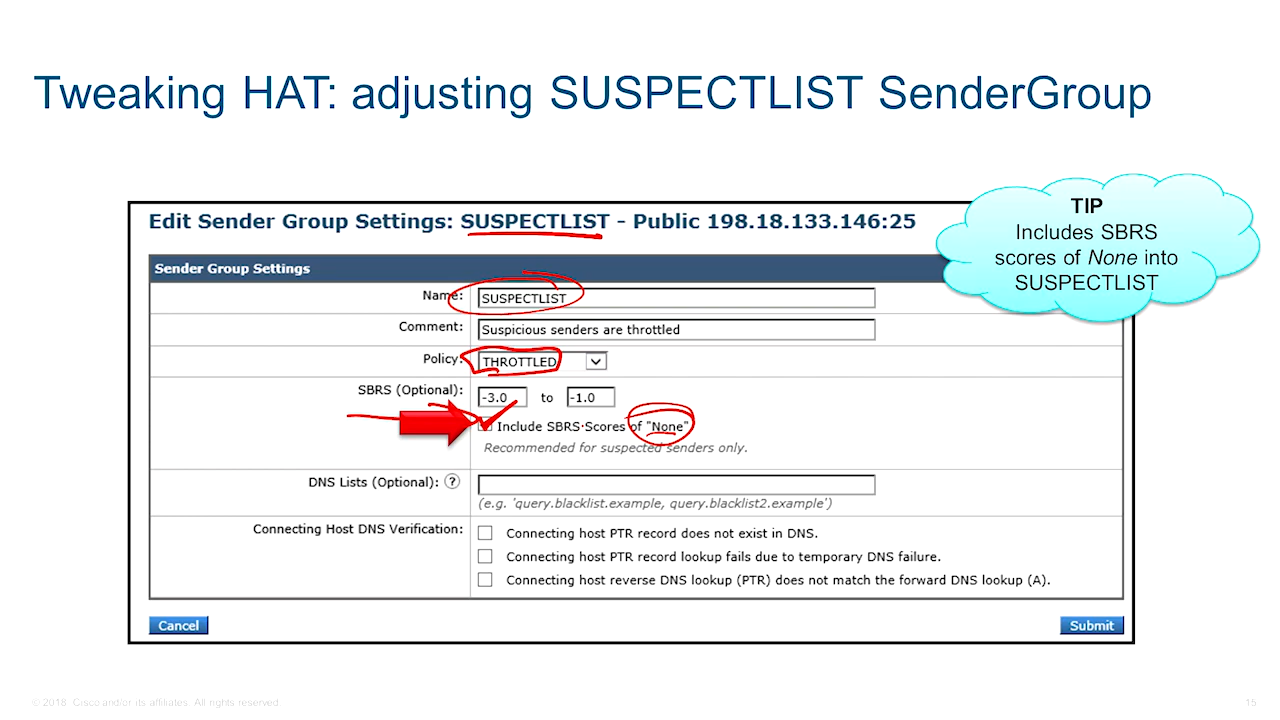 Tweaking HAT: adjusting SUSPECTLIST SenderGroup
TIP
Includes SBRS
scores of None into
SUSPECTLIST
Edit Sender Group Settings: SUSPECTLIST - Public 198.18.133.146:25
Sender Group Settings
Name: SUSPECTLIST
Comment: Suspicious senders are throttled
Policy: THROTTLED
SBRS (Optional): -3.0 to -1.0
Include SBRS Scores of "None"
Recommended for suspected senders only.
DNS Lists (Optional): ?
(e.g. 'query.blacklist.example, query.blacklist2.example')
Connecting Host DNS Verification: Connecting host PTR record does not exist in DNS.
Connecting host PTR record lookup fails due to temporary DNS failure.
Connecting host reverse DNS lookup (PTR) does not match the forward DNS lookup (A).
Cancel Submit
© 2018 Cisco and/or its affiliates. All rights reserved 15